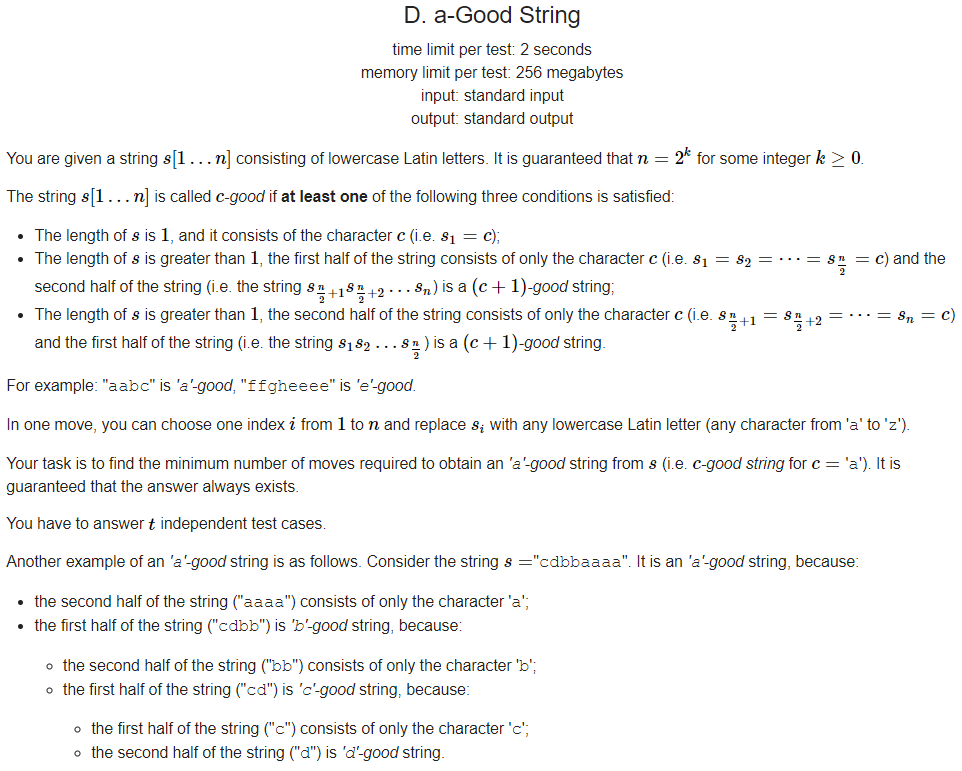 D. a-Good String
time limit per test: 2 seconds
memory limit per test: 256 megabytes
input: standard input
output: standard output
You are given a string s[1…n] consisting of lowercase Latin letters. It is guaranteed that n = 2^k for some integer k ≥ 0.
The string s[1…n] is called c-good if at least one of the following three conditions is satisfied:
• The length of s is 1, and it consists of the character c (i.e. s_1 = c);
• The length of s is greater than 1, the first half of the string consists of only the character c (i.e. s_1 = s_2 = ⋯ = s_{n/2} = c) and the
second half of the string (i.e. the string s_{n/2+1}s_{n/2+2}…s_n) is a (c + 1)-good string;
• The length of s is greater than 1, the second half of the string consists of only the character c (i.e. s_{n/2+1} = s_{n/2+2} = ⋯ = s_n = c)
and the first half of the string (i.e. the string s_1s_2…s_{n/2}) is a (c + 1)-good string.
For example: "aabc" is 'a'-good, "ffgheeee" is 'e'-good.
In one move, you can choose one index i from 1 to n and replace s_i with any lowercase Latin letter (any character from 'a' to 'z').
Your task is to find the minimum number of moves required to obtain an 'a'-good string from s (i.e. c-good string for c = 'a'). It is
guaranteed that the answer always exists.
You have to answer t independent test cases.
Another example of an 'a'-good string is as follows. Consider the string s ="cdbbaaaa". It is an 'a'-good string, because:
• the second half of the string ("aaaa") consists of only the character 'a';
• the first half of the string ("cdbb") is 'b'-good string, because:
◦ the second half of the string ("bb") consists of only the character 'b';
◦ the first half of the string ("cd") is 'c'-good string, because:
◦ the first half of the string ("c") consists of only the character 'c';
◦ the second half of the string ("d") is 'd'-good string.